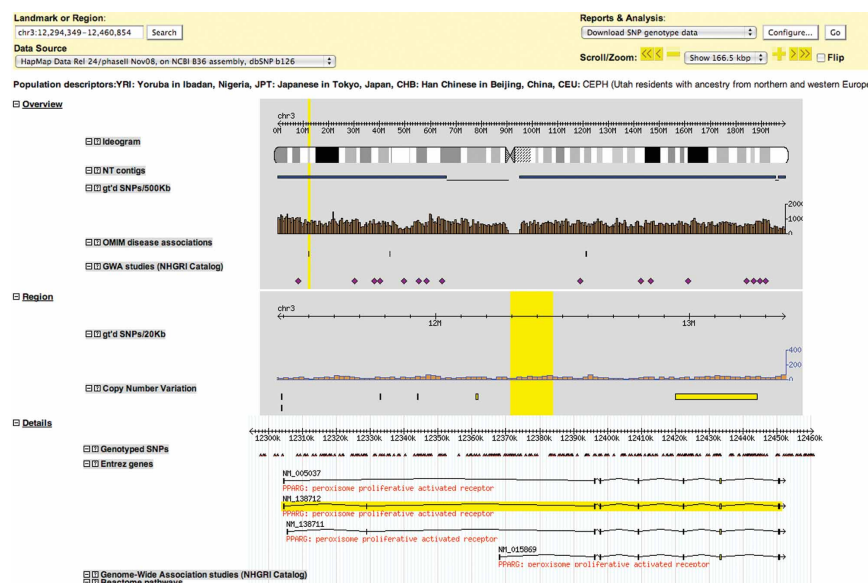 Landmark or Region:
chr3:12,294,349-12,460,854 Search
Reports & Analysis:
Download SNP genotype data Configure... Go
Data Source
HapMap Data Rel 24/phaseII Nov08, on NCBI B36 assembly, dbSNP b126
Scroll/Zoom: <<< - Show 166.5 kbp + >>> Flip
Population descriptors:YRI: Yoruba in Ibadan, Nigeria, JPT: Japanese in Tokyo, Japan, CHB: Han Chinese in Beijing, China, CEU: CEPH (Utah residents with ancestry from northern and western Europe
Overview
chr3
0M 10M 20M 30M 40M 50M 60M 70M 80M 90M 100M 110M 120M 130M 140M 150M 160M 170M 180M 190M
Ideogram
NT contigs
gt'd SNPs/500Kb
2000
1000
0
OMIM disease associations
GWA studies (NHGRI Catalog)
Region
chr3
12M 13M
gt'd SNPs/20Kb
400
200
0
Copy Number Variation
Details
12300k 12310k 12320k 12330k 12340k 12350k 12360k 12370k 12380k 12390k 12400k 12410k 12420k 12430k 12440k 12450k 12460k
Genotyped SNPs
Entrez genes
NM_005037
PPARG: peroxisome proliferative activated receptor
NM_138712
PPARG: peroxisome proliferative activated receptor
NM_138711
PPARG: peroxisome proliferative activated receptor
NM_015869
PPARG: peroxisome proliferative activated receptor
Genome-Wide Association studies (NHGRI Catalog)
Reactome pathways